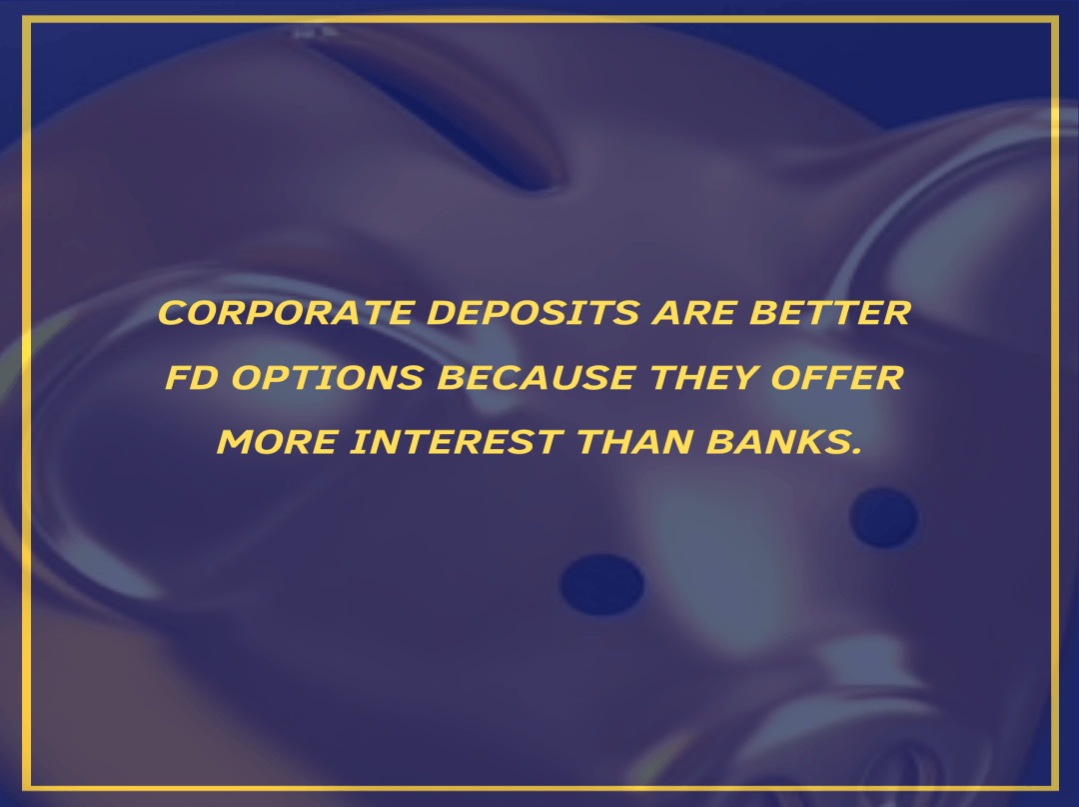 CORPORATE DEPOSITS ARE BETTER
FD OPTIONS BECAUSE THEY OFFER
MORE INTEREST THAN BANKS.